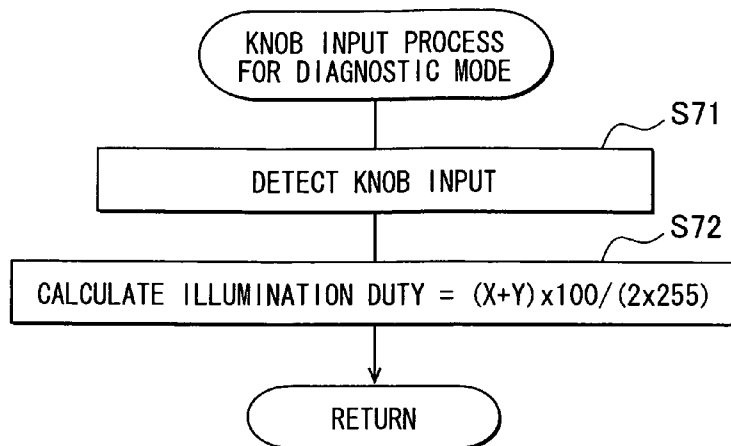 KNOB INPUT PROCESS
FOR DIAGNOSTIC MODE
S71
DETECT KNOB INPUT
S72
CALCULATE ILLUMINATION DUTY = (X+Y)x100/(2x255)
RETURN